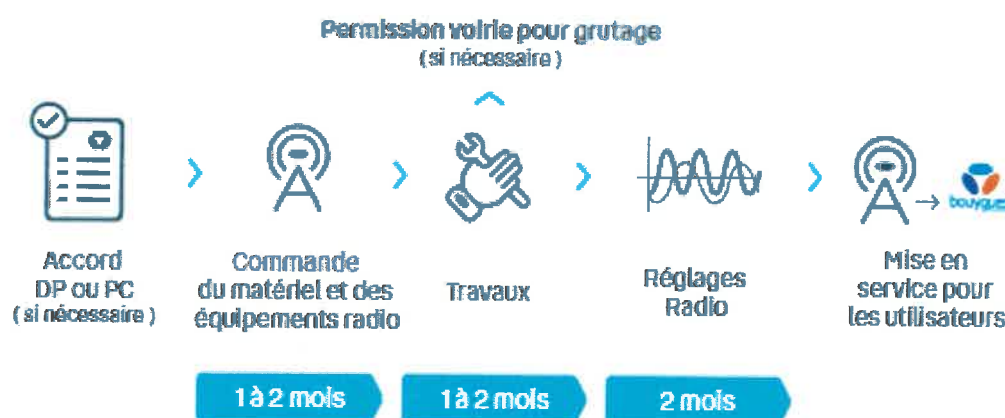 Permission voirie pour grutage
( si nécessaire )
Accord
DP ou PC
( si nécessaire )
Commande
du matériel et des
équipements radio
Travaux
Réglages
Radio
Mise en
service pour
les utilisateurs
bouygues
1 à 2 mois
1 à 2 mois
2 mois